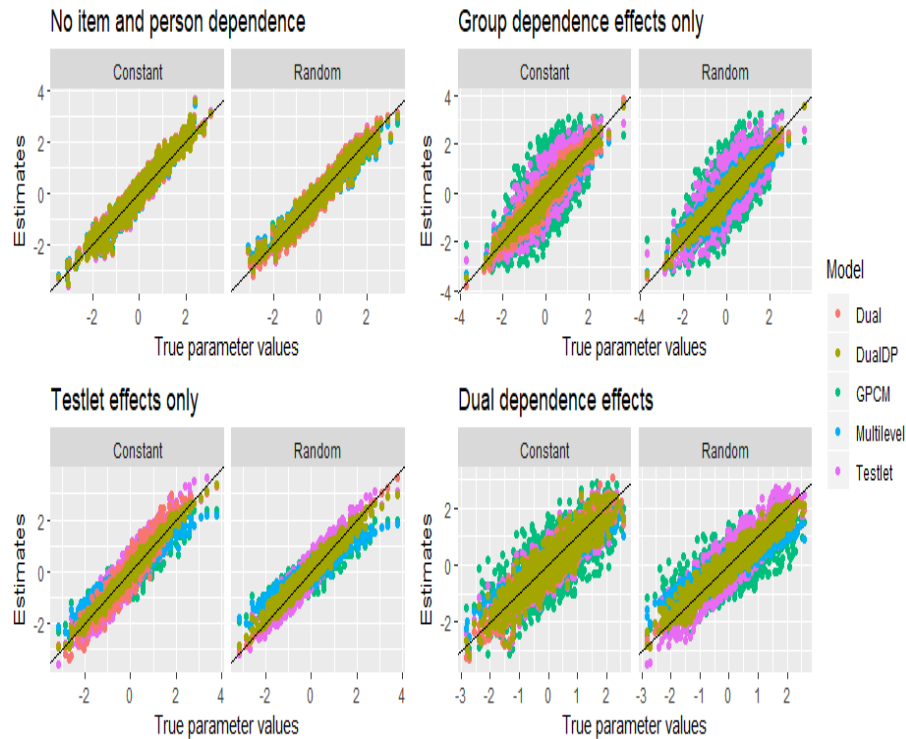 No item and person dependence
Constant
Random
4
2
0
-2
Estimates
-2
0
2
-2
0
2
True parameter values
Group dependence effects only
Constant
Random
4
2
0
-2
-4
Estimates
-4
-2
0
2
-4
-2
0
2
True parameter values
Testlet effects only
Constant
Random
2
0
-2
Estimates
-2
0
2
4
-2
0
2
4
True parameter values
Dual dependence effects
Constant
Random
2
0
-2
Estimates
-3
-2
-1
0
1
2
-3
-2
-1
0
1
2
True parameter values
Model
Dual
DualDP
GPCM
Multilevel
Testlet